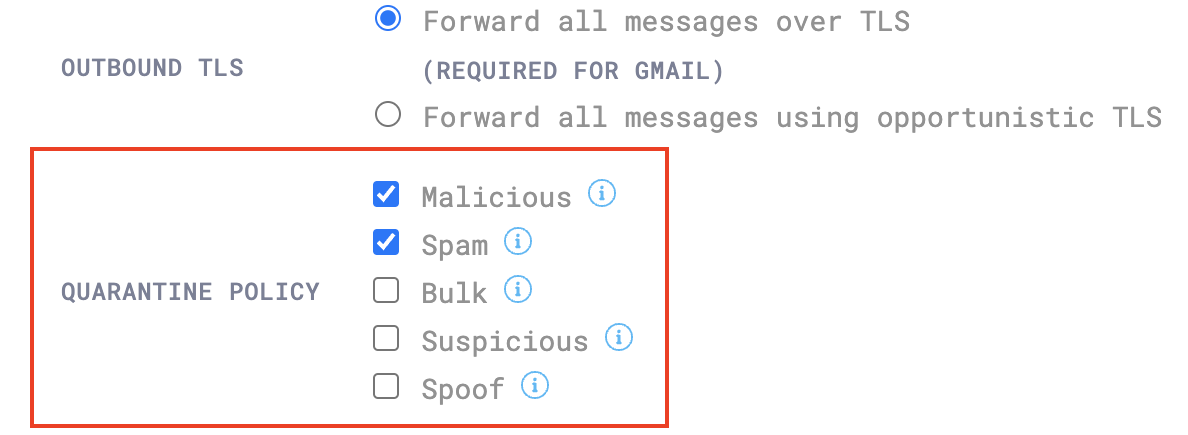 Forward all messages over TLS
OUTBOUND TLS
(REQUIRED FOR GMAIL)
Forward all messages using opportunistic TLS
Malicious
Spam
QUARANTINE POLICY
Bulk
Suspicious
Spoof